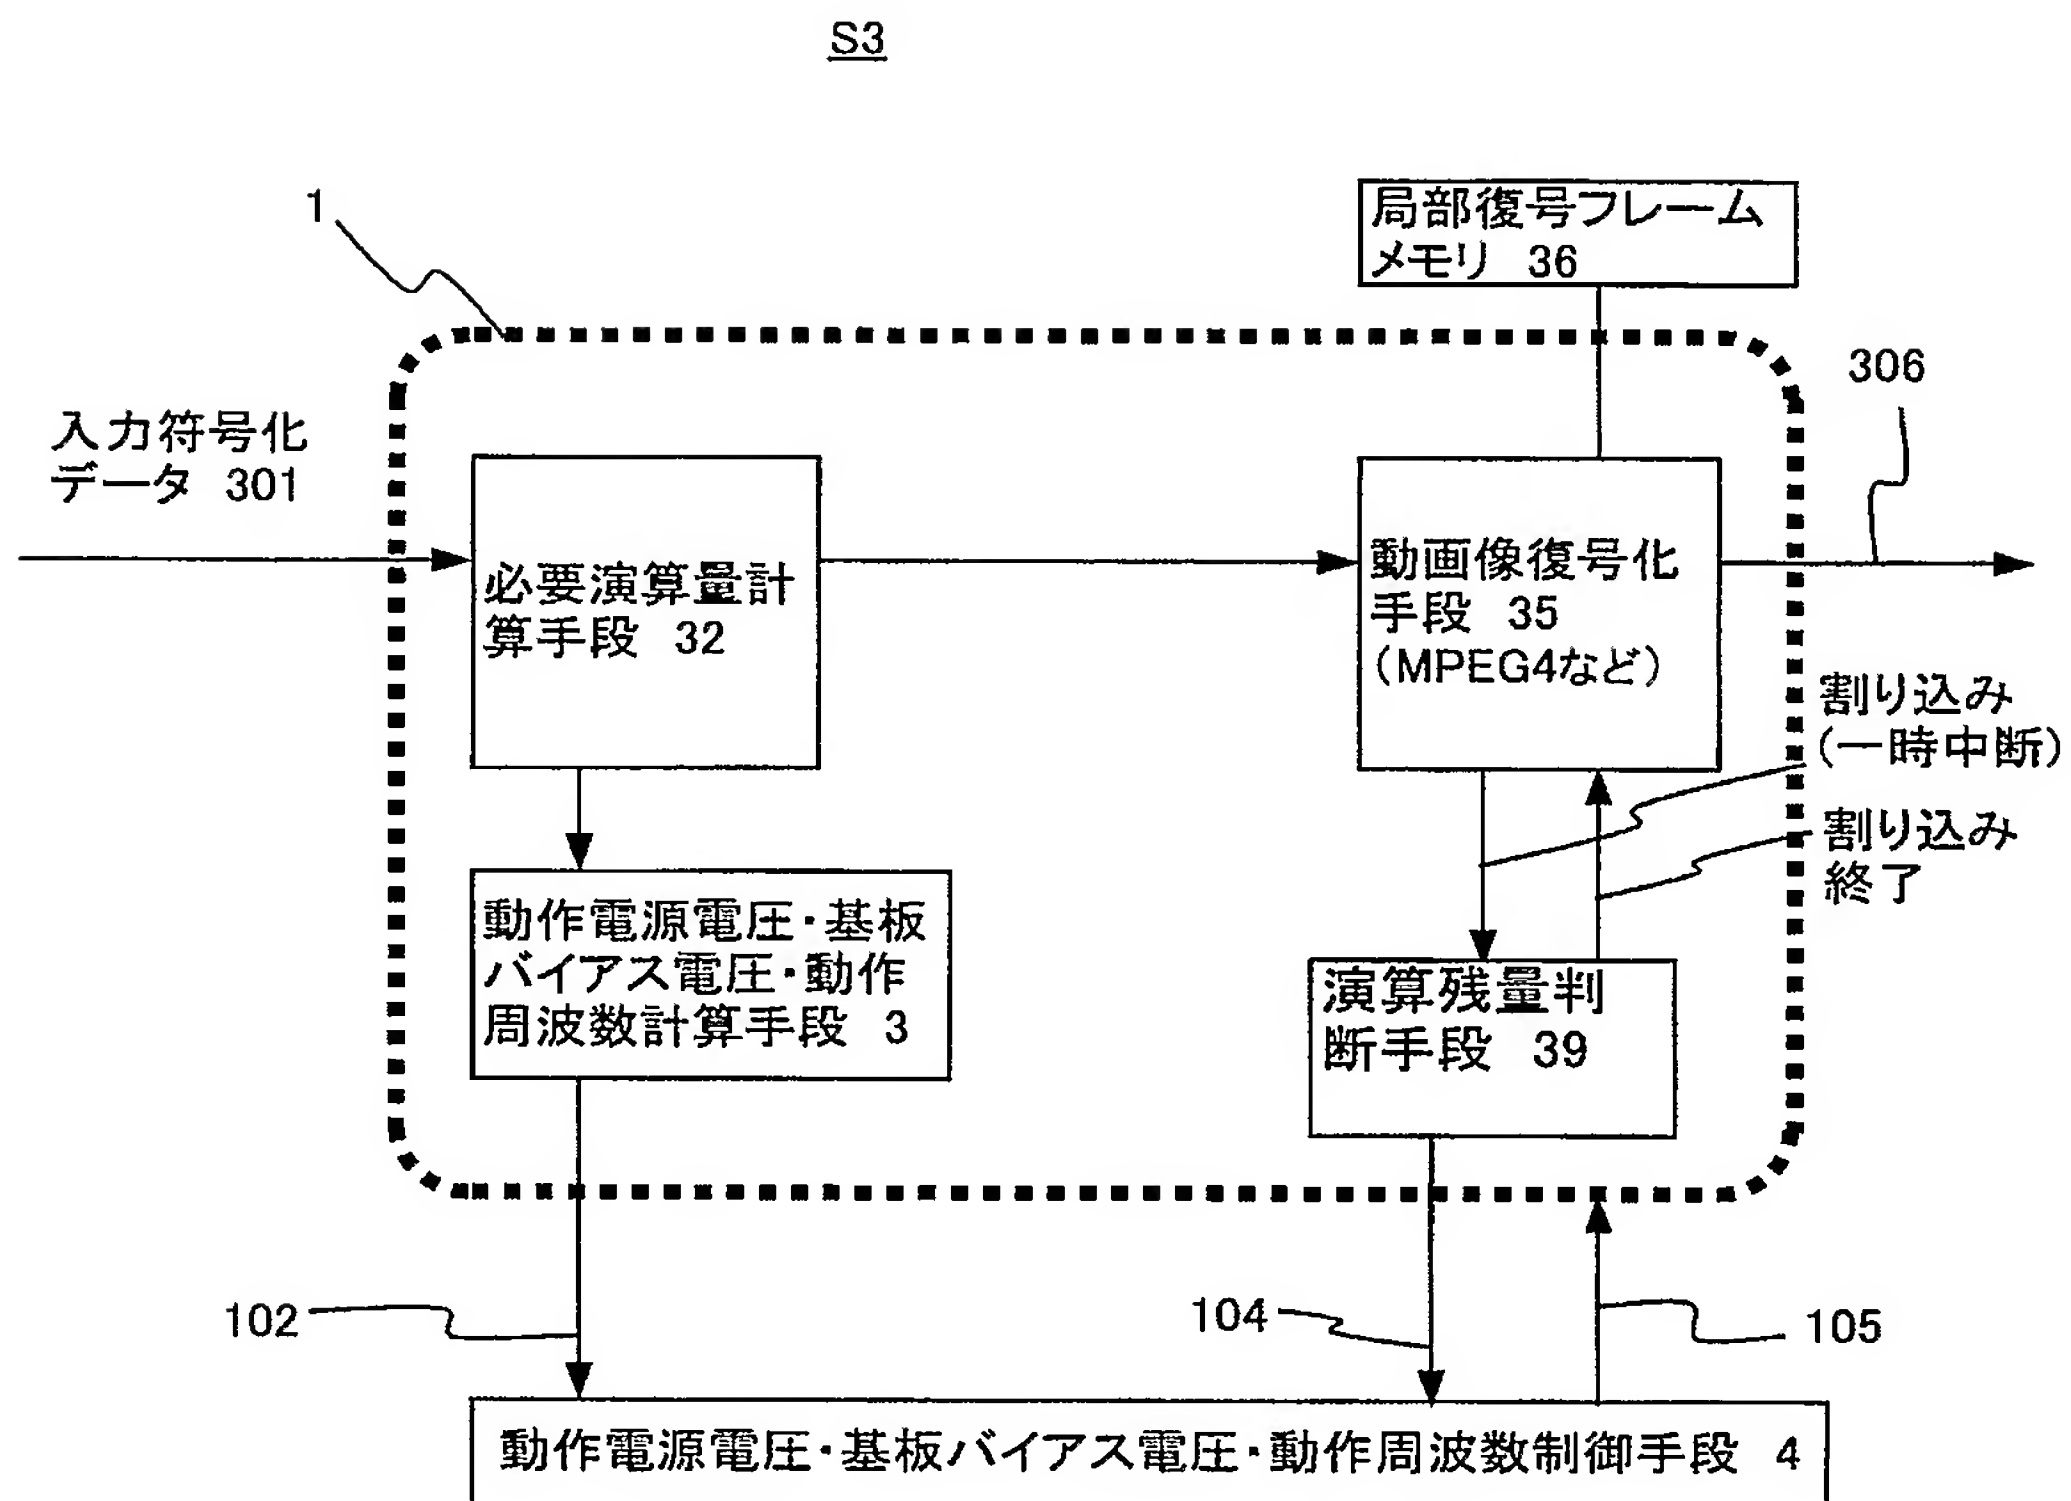 S3
1
局部復号フレーム
メモリ 36
306
入力符号化
データ 301
必要演算量計
算手段 32
動画像復号化
手段 35
(MPEG4など)
割り込み
(一時中断)
割り込み
終了
動作電源電圧・基板
バイアス電圧・動作
周波数計算手段 3
演算残量判
断手段 39
102
104
105
動作電源電圧・基板バイアス電圧・動作周波数制御手段 4